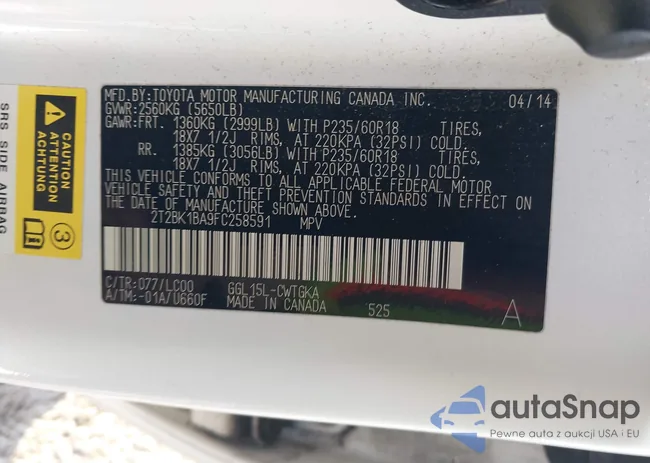 MFD.BY:TOYOTA MOTOR MANUFACTURING CANADA INC. 04/14
GVWR:2560KG (5650LB)
GAWR:FRT. 1360KG (2999LB) WITH P235/60R18 TIRES,
18X7 1/2J RIMS, AT 220KPA (32PSI) COLD.
RR. 1385KG (3056LB) WITH P235/60R18 TIRES,
18X7 1/2J RIMS, AT 220KPA (32PSI) COLD.
THIS VEHICLE CONFORMS TO ALL APPLICABLE FEDERAL MOTOR
VEHICLE SAFETY AND THEFT PREVENTION STANDARDS IN EFFECT ON
THE DATE OF MANUFACTURE SHOWN ABOVE.
2T2BK1BA9FC258591 MPV
C/TR:077/LC00 GGL15L-CWTGKA
A/TM:-01A/U660F MADE IN CANADA 525 A
SRS SIDE AIRBAG
3
autoSnap
Pewne auta z aukcji USA i EU